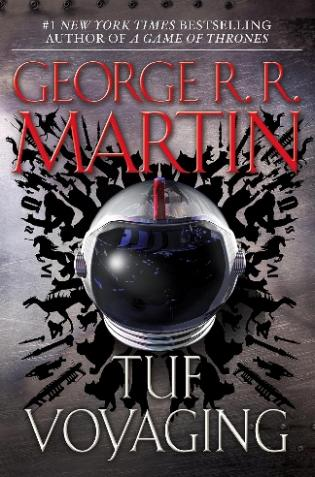 #1 NEW YORK TIMES BESTSELLING
AUTHOR OF A GAME OF THRONES
GEORGE R. R.
MARTIN
TUF
VOYAGING